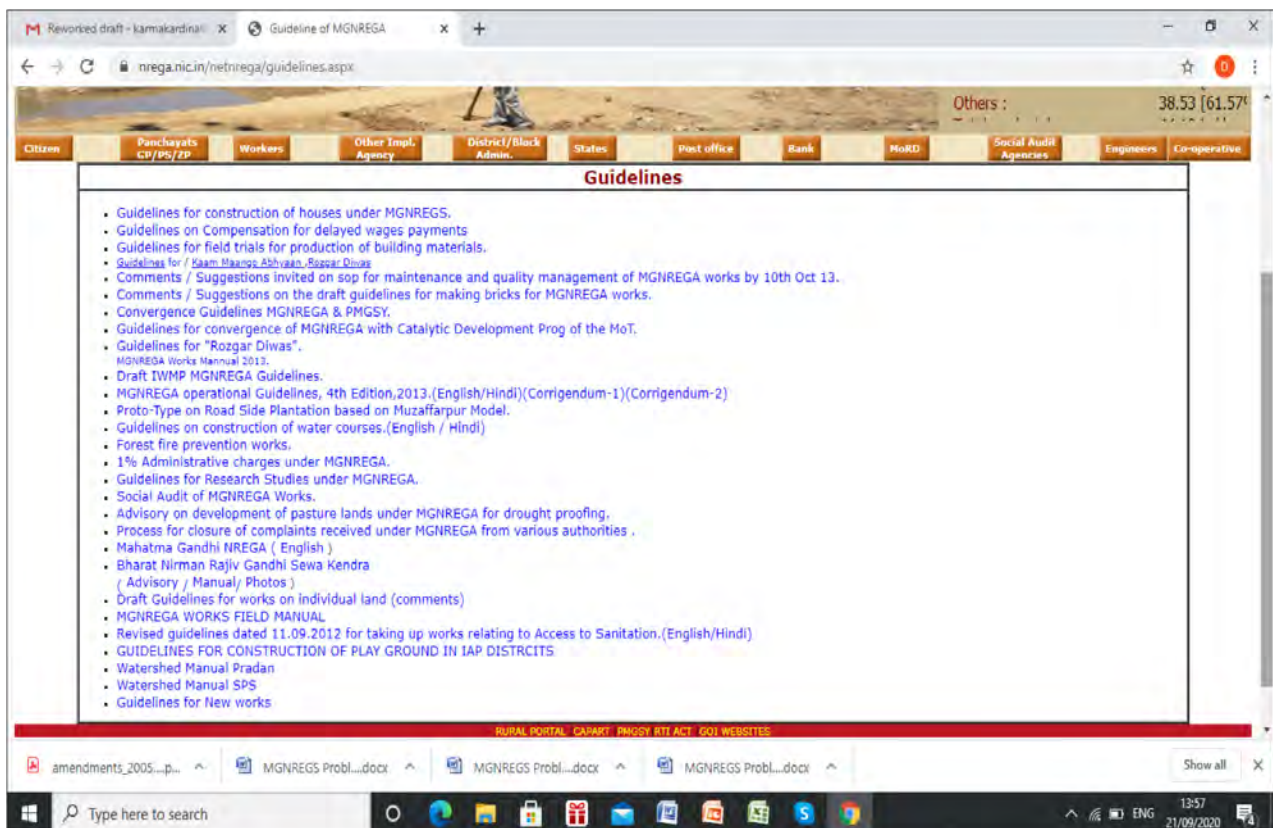 Reworked draft - karmakardina
Guideline of MGNREGA
nrega.nic.in/netnrega/guidelines.aspx
D
Others :
38.53 [61.57
Citizen
Panchayats GP/PS/ZP
Workers
Other Impl. Agency
District/Block Admin.
States
Post office
Bank
MoRD
Social Audit Agencies
Engineers
Co-operative
Guidelines
Guidelines for construction of houses under MGNREGS.
Guidelines on Compensation for delayed wages payments
Guidelines for field trials for production of building materials.
Guidelines for / Kaam Maango Abhyaan ,Rozgar Diwas
Comments / Suggestions invited on sop for maintenance and quality management of MGNREGA works by 10th Oct 13.
Comments / Suggestions on the draft guidelines for making bricks for MGNREGA works.
Convergence Guidelines MGNREGA & PMGSY.
Guidelines for convergence of MGNREGA with Catalytic Development Prog of the MoT.
Guidelines for "Rozgar Diwas".
MGNREGA Works Mannual 2013.
Draft IWMP MGNREGA Guidelines.
MGNREGA operational Guidelines, 4th Edition,2013.(English/Hindi)(Corrigendum-1)(Corrigendum-2)
Proto-Type on Road Side Plantation based on Muzaffarpur Model.
Guidelines on construction of water courses.(English / Hindi)
Forest fire prevention works.
1% Administrative charges under MGNREGA.
Guidelines for Research Studies under MGNREGA.
Social Audit of MGNREGA Works.
Advisory on development of pasture lands under MGNREGA for drought proofing.
Process for closure of complaints received under MGNREGA from various authorities .
Mahatma Gandhi NREGA ( English )
Bharat Nirman Rajiv Gandhi Sewa Kendra
( Advisory / Manual/ Photos )
Draft Guidelines for works on individual land (comments)
MGNREGA WORKS FIELD MANUAL
Revised guidelines dated 11.09.2012 for taking up works relating to Access to Sanitation.(English/Hindi)
GUIDELINES FOR CONSTRUCTION OF PLAY GROUND IN IAP DISTRCITS
Watershed Manual Pradan
Watershed Manual SPS
Guidelines for New works
RURAL PORTAL CAPART PMGSY RTI ACT GOI WEBSITES
amendments_2005....p...
MGNREGS Probl....docx
MGNREGS Probl....docx
MGNREGS Probl....docx
Show all
Type here to search
ENG
13:57
21/09/2020